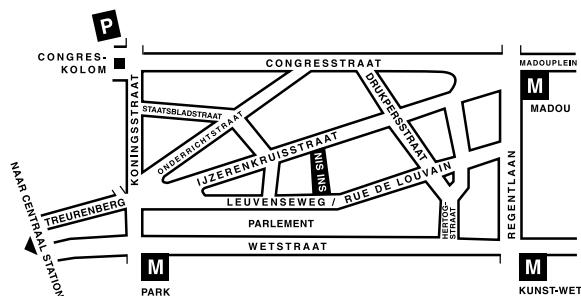 P
CONGRES-
KOLOM
CONGRESSTRAAT
MADOUPLEIN
M
MADOU
KONINGSSTRAAT
STAATSBLADSTRAAT
ONDERRICHTSTRAAT
DRUKPERSSTRAAT
IJZERENKRUISSTRAAT
NIS INS
LEUVENSEWEG / RUE DE LOUVAIN
REGENTLAAN
TREURENBERG
PARLEMENT
HERTOG-
STRAAT
WETSTRAAT
NAAR CENTRAAL STATION
M
PARK
M
KUNST-WET